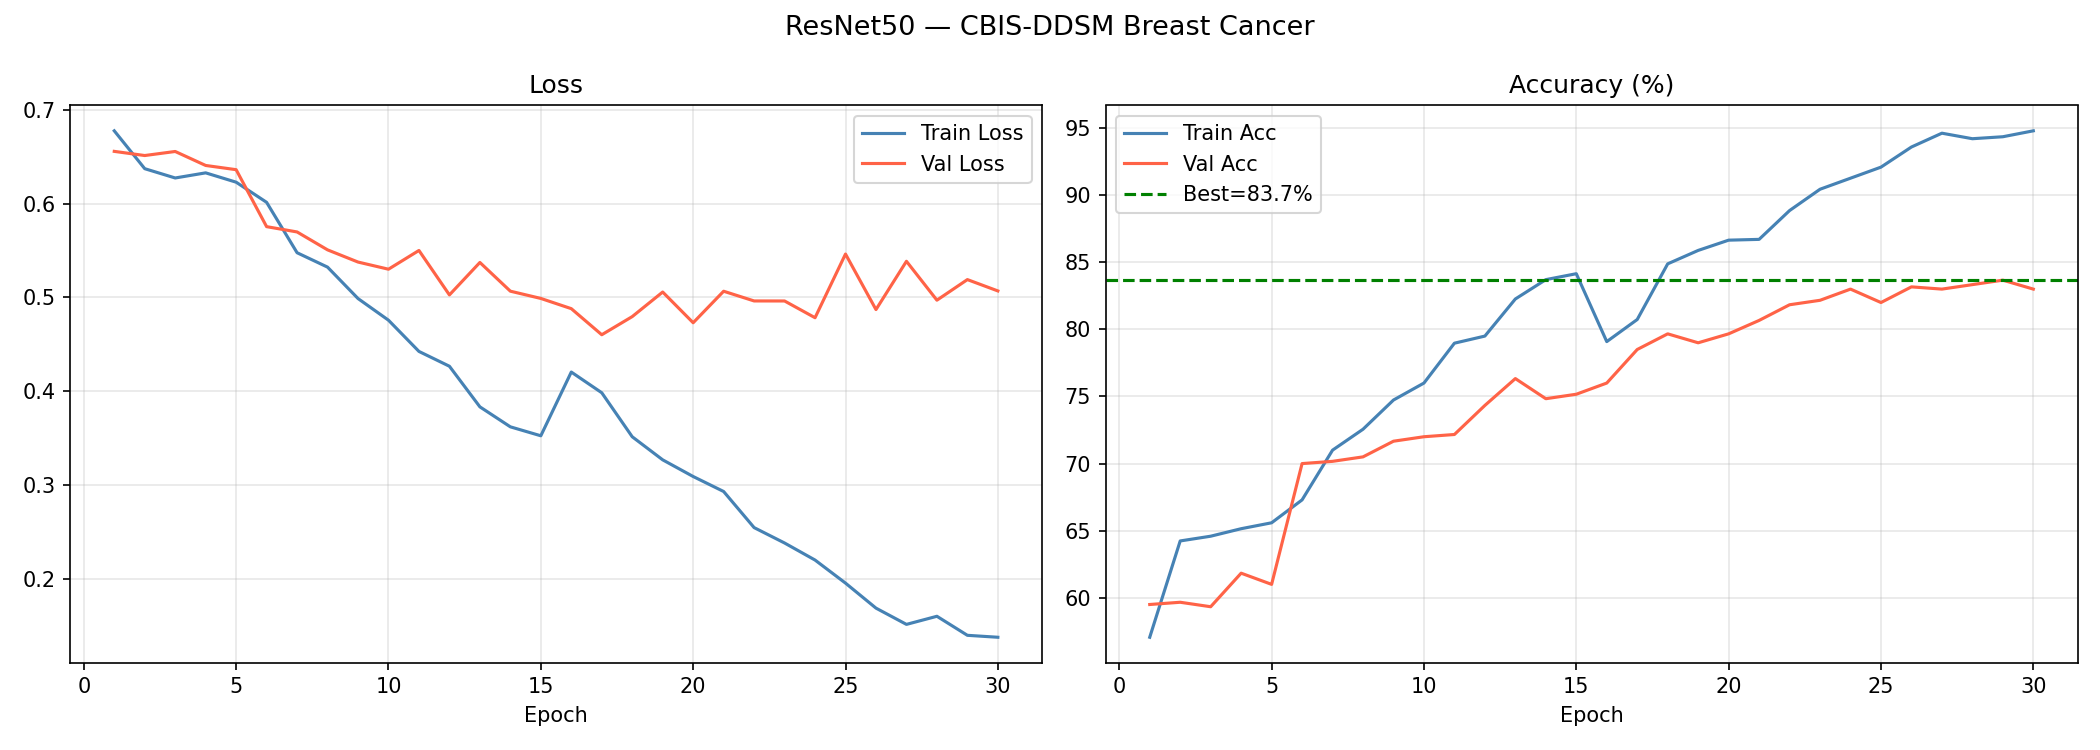 ResNet50 — CBIS-DDSM Breast Cancer
Loss
0.7
0.6
0.5
0.4
0.3
0.2
Train Loss
Val Loss
0 5 10 15 20 25 30
Epoch
Accuracy (%)
95
90
85
80
75
70
65
60
Train Acc
Val Acc
Best=83.7%
0 5 10 15 20 25 30
Epoch